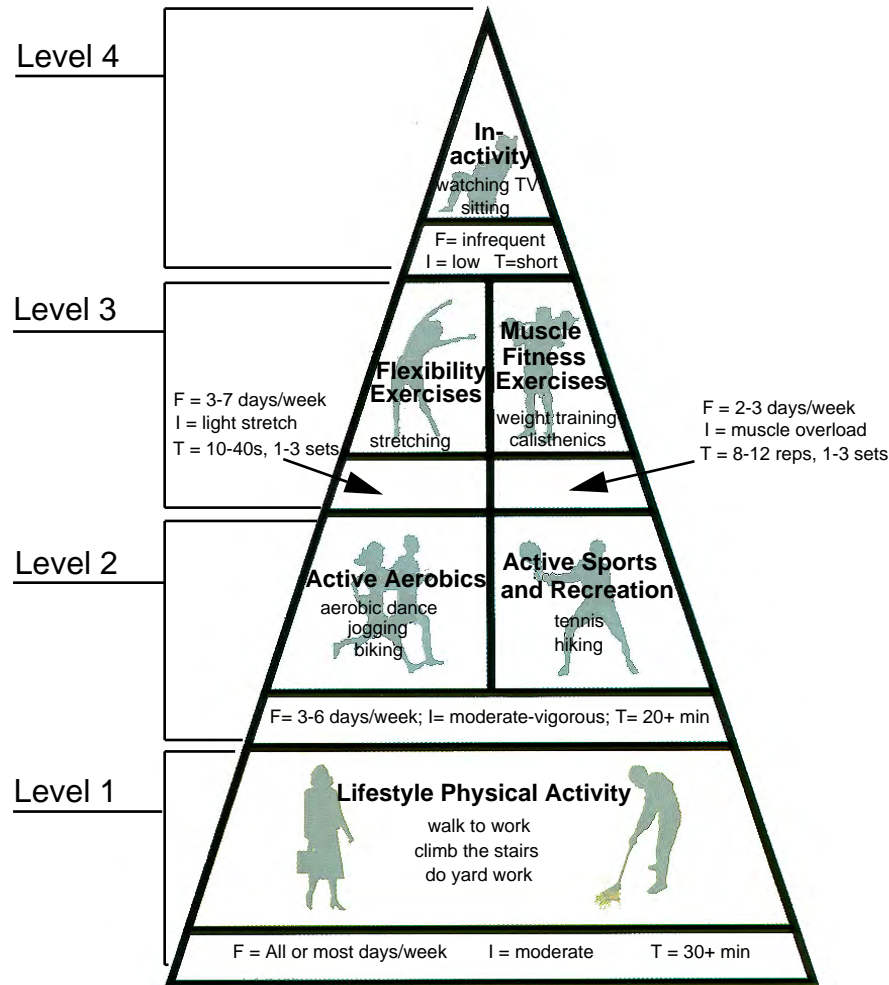 Level 4
In-
activity
watching TV
sitting
F= infrequent
I = low T=short
Level 3
Flexibility
Exercises
stretching
Muscle
Fitness
Exercises
weight training
calisthenics
F = 3-7 days/week
I = light stretch
T = 10-40s, 1-3 sets
F = 2-3 days/week
I = muscle overload
T = 8-12 reps, 1-3 sets
Level 2
Active Aerobics
aerobic dance
jogging
biking
Active Sports
and Recreation
tennis
hiking
F= 3-6 days/week; I= moderate-vigorous; T= 20+ min
Level 1
Lifestyle Physical Activity
walk to work
climb the stairs
do yard work
F = All or most days/week I = moderate T = 30+ min